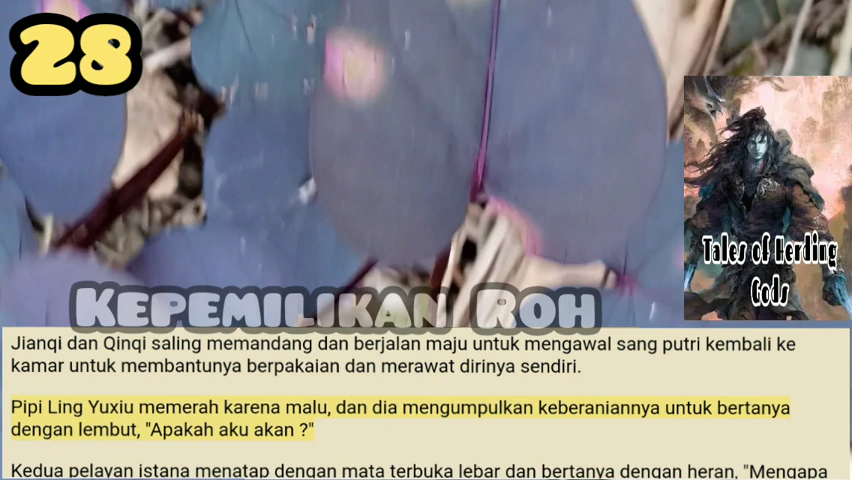 28
Tales of Herding
Gods
Kepemilikan Roh
Jianqi dan Qinqi saling memandang dan berjalan maju untuk mengawal sang putri kembali ke
kamar untuk membantunya berpakaian dan merawat dirinya sendiri.
Pipi Ling Yuxiu memerah karena malu, dan dia mengumpulkan keberaniannya untuk bertanya
dengan lembut, "Apakah aku akan ?"
Kedua pelayan istana menatap dengan mata terbuka lebar dan bertanya dengan heran, "Mengapa